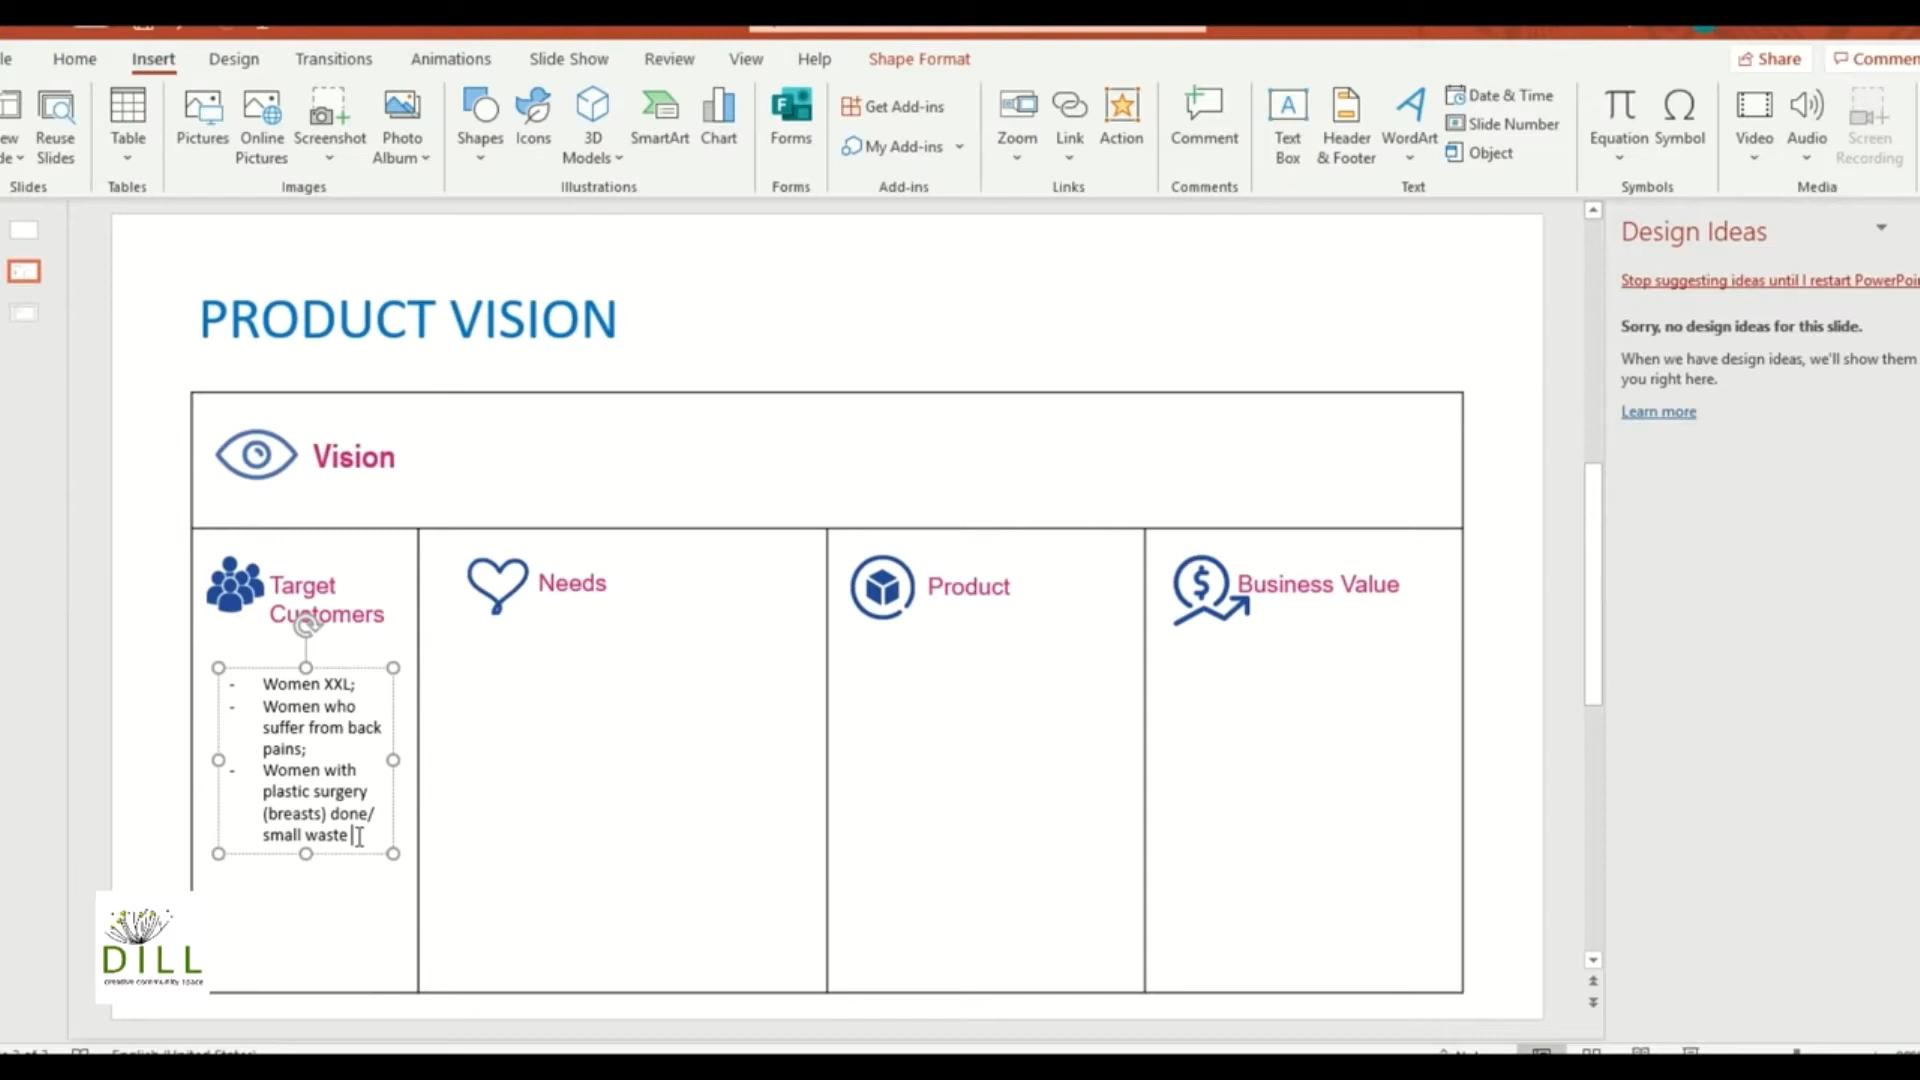 Home Insert Design Transitions Animations Slide Show Review View Help Shape Format Share
Reuse Slides
Table
Pictures
Online Pictures
Screenshot
Photo Album
Shapes
Icons
3D Models
SmartArt
Chart
Forms
Get Add-ins
My Add-ins
Zoom
Link
Action
Comment
Text Box
Header & Footer
WordArt
Date & Time
Slide Number
Object
Equation
Symbol
Video
Audio
Screen Recording
Slides Tables Images Illustrations Forms Add-ins Links Comments Text Symbols Media
Design Ideas
Stop suggesting ideas until I restart
Sorry, no design ideas for this slide.
When we have design ideas, we'll show them
you right here.
Learn more
PRODUCT VISION
Vision
Target
Customers
- Women XXL;
- Women who
suffer from back
pains;
- Women with
plastic surgery
(breasts) done/
small waste
Needs
Product
Business Value
DILL
creative community space